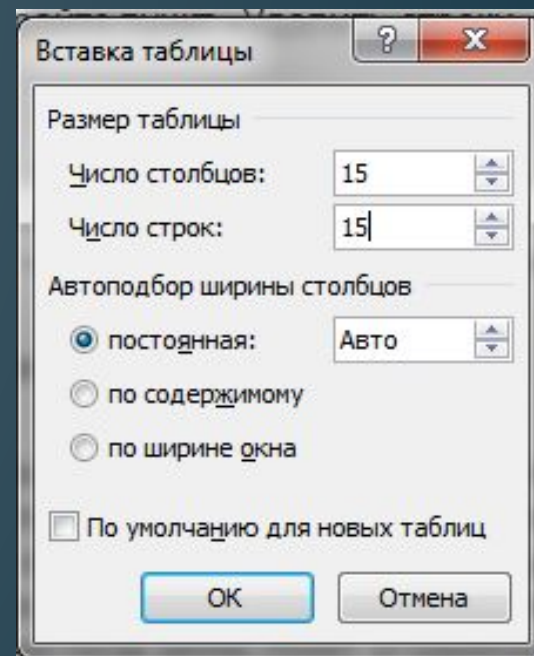 Вставка таблицы
Размер таблицы
Число столбцов: 15
Число строк: 15
Автоподбор ширины столбцов
постоянная: Авто
по содержимому
по ширине окна
По умолчанию для новых таблиц
ОК Отмена